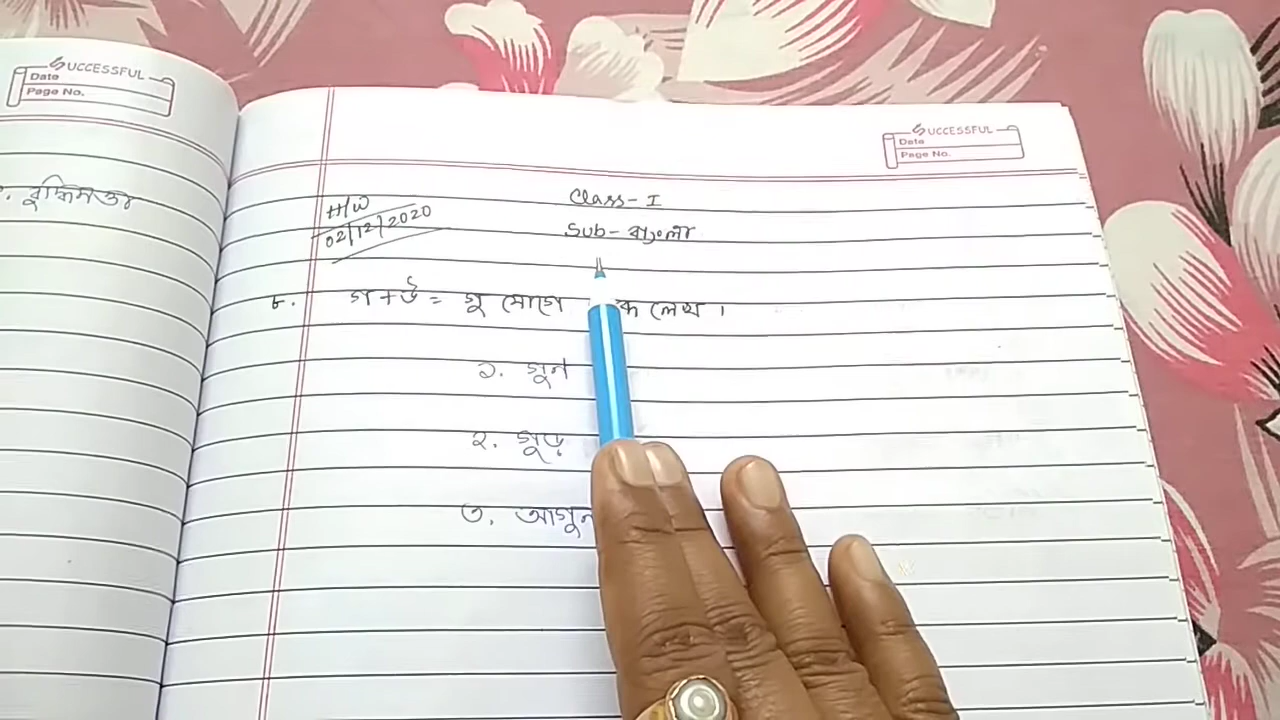 SUCCESSFUL
Date
Page No.
SUCCESSFUL
Date
Page No.
H/W
02/12/2020
Class-I
Sub-বাংলা
৮. গ+উ= গু যোগে লেখ।
১. গুন
২. গুড়
৩. আগুন